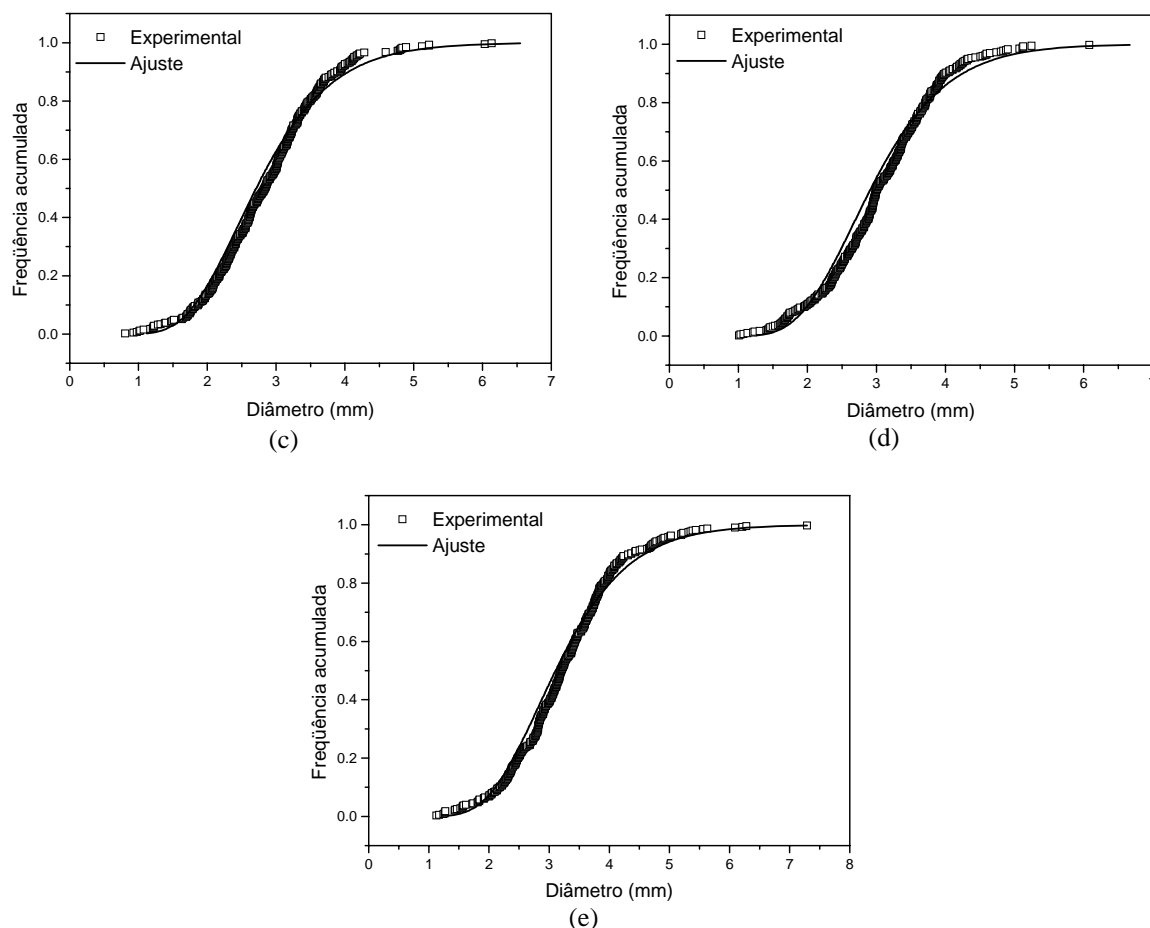 Experimental
Ajuste
Freqüência acumulada
1.0
0.8
0.6
0.4
0.2
0.0
0 1 2 3 4 5 6 7
Diâmetro (mm)
(c)
Experimental
Ajuste
Freqüência acumulada
1.0
0.8
0.6
0.4
0.2
0.0
0 1 2 3 4 5 6 7
Diâmetro (mm)
(d)
Experimental
Ajuste
Freqüência acumulada
1.0
0.8
0.6
0.4
0.2
0.0
0 1 2 3 4 5 6 7 8
Diâmetro (mm)
(e)